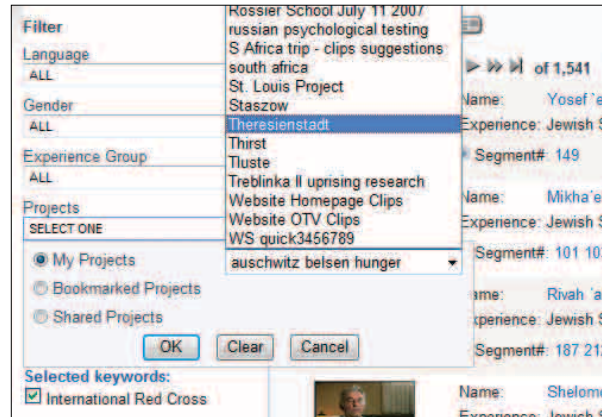 Filter
Language
ALL
Gender
ALL
Experience Group
ALL
Projects
SELECT ONE
My Projects
Bookmarked Projects
Shared Projects
OK Clear Cancel
Selected keywords:
International Red Cross
Rossier School July 11 2007
russian psychological testing
S Africa trip - clips suggestions
south africa
St. Louis Project
Staszow
Theresienstadt
Thirst
Tluste
Treblinka II uprising research
Website Homepage Clips
Website OTV Clips
WS quick3456789
auschwitz belsen hunger
of 1,541
Name: Yosef 'e
Experience: Jewish S
Segment#: 149
Name: Mikha'e
Experience: Jewish S
Segment#: 101 10
Name: Rivah 'a
Experience: Jewish S
Segment#: 187 21
Name: Shelom
Experience: Jewish S